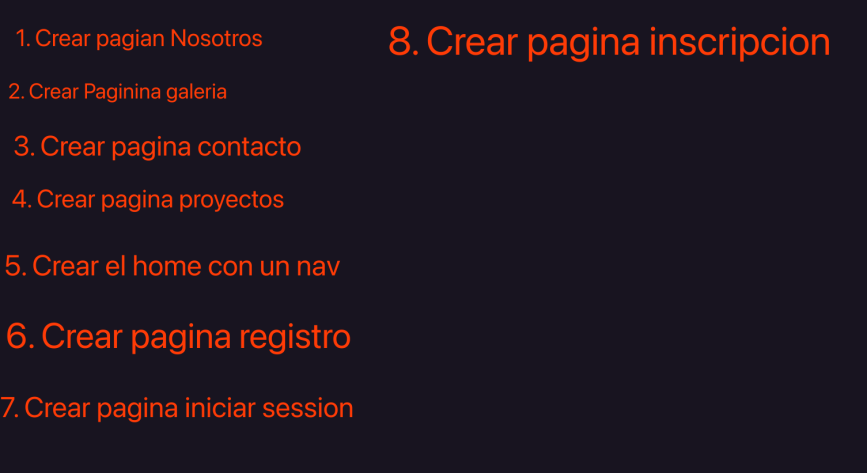 1. Crear pagian Nosotros
2. Crear Paginina galeria
3. Crear pagina contacto
4. Crear pagina proyectos
5. Crear el home con un nav
6. Crear pagina registro
7. Crear pagina iniciar session
8. Crear pagina inscripcion